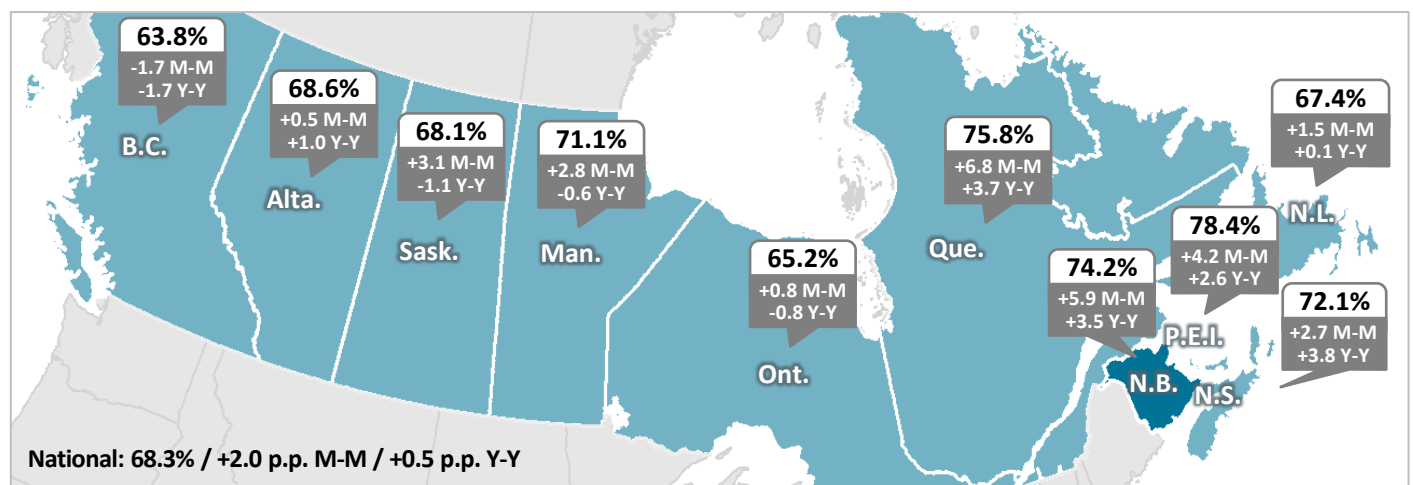 63.8%
-1.7 M-M
-1.7 Y-Y
B.C.
68.6%
+0.5 M-M
+1.0 Y-Y
Alta.
68.1%
+3.1 M-M
-1.1 Y-Y
Sask.
71.1%
+2.8 M-M
-0.6 Y-Y
Man.
65.2%
+0.8 M-M
-0.8 Y-Y
Ont.
75.8%
+6.8 M-M
+3.7 Y-Y
Que.
67.4%
+1.5 M-M
+0.1 Y-Y
N.L.
78.4%
+4.2 M-M
+2.6 Y-Y
P.E.I.
74.2%
+5.9 M-M
+3.5 Y-Y
N.B.
72.1%
+2.7 M-M
+3.8 Y-Y
N.S.
National: 68.3% / +2.0 p.p. M-M / +0.5 p.p. Y-Y